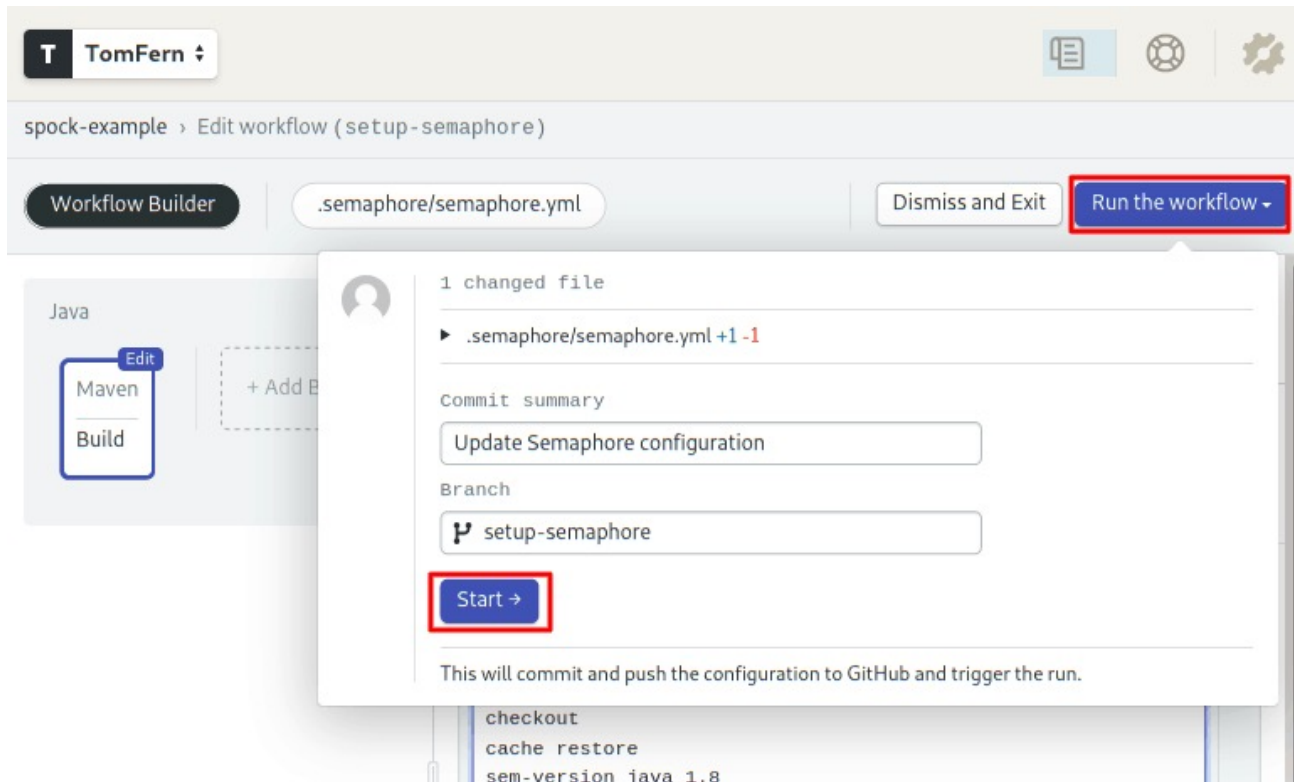 T TomFern
spock-example › Edit workflow (setup-semaphore)
Workflow Builder .semaphore/semaphore.yml Dismiss and Exit Run the workflow
1 changed file
Java
.semaphore/semaphore.yml +1 -1
Edit
Maven
+ Add
Commit summary
Build
Update Semaphore configuration
Branch
setup-semaphore
Start →
This will commit and push the configuration to GitHub and trigger the run.
checkout
cache restore
sem-version java 1.8